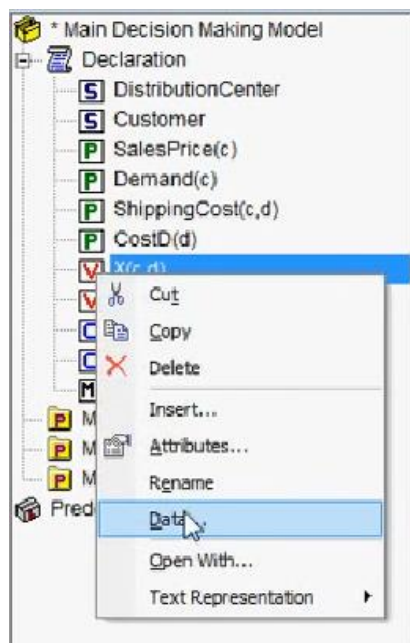 * Main Decision Making Model
Declaration
S DistributionCenter
S Customer
P SalesPrice(c)
P Demand(c)
P ShippingCost(c,d)
P CostD(d)
V X(c,d)
V
C
C
M
P M
P M
P M
Pred
Cut
Copy
Delete
Insert...
Attributes...
Rename
Data...
Open With...
Text Representation